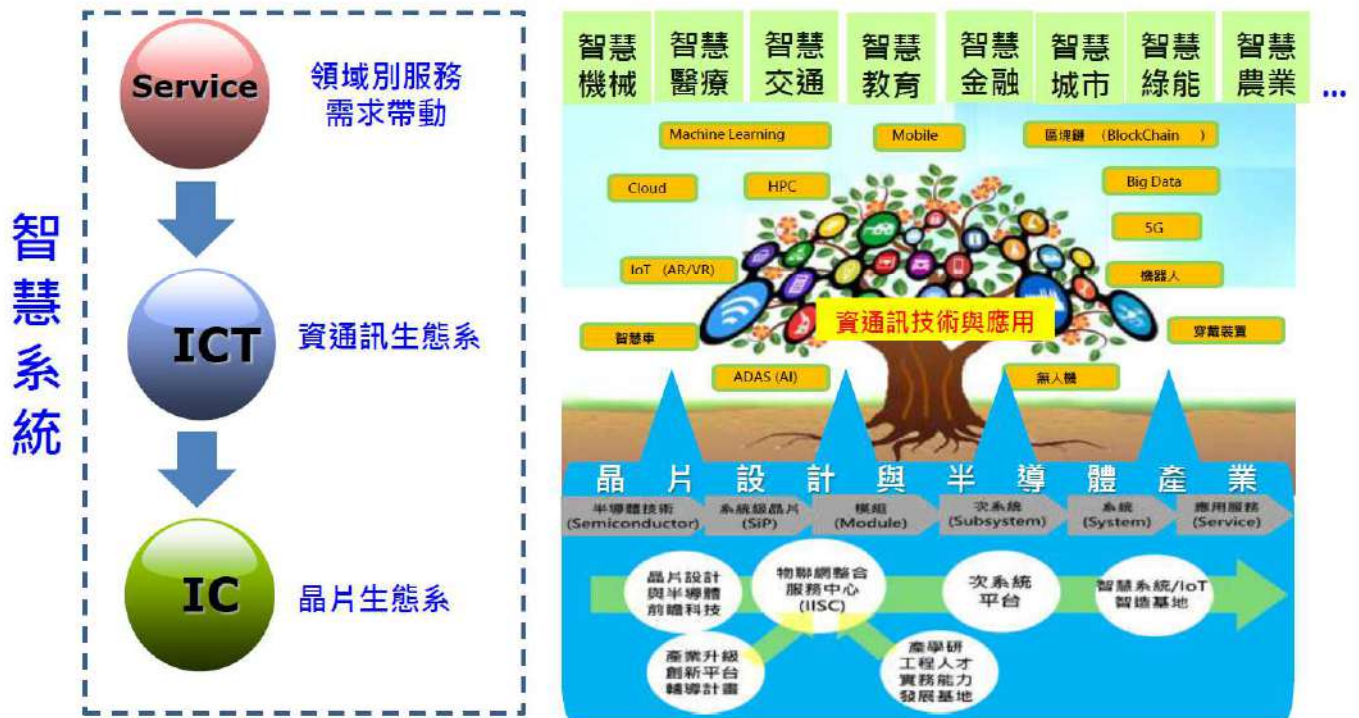 智慧系統
Service
領域別服務
需求帶動
ICT
資通訊生態系
IC
晶片生態系
智慧
機械
智慧
醫療
智慧
交通
智慧
教育
智慧
金融
智慧
城市
智慧
綠能
智慧
農業
...
Machine Learning
Mobile
區塊鏈 （BlockChain ）
Cloud
HPC
Big Data
5G
IoT (AR/VR)
機器人
資通訊技術與應用
智慧車
穿戴裝置
ADAS (AI)
無人機
晶片設計與半導體產業
半導體技術
(Semiconductor)
系統級晶片
(SiP)
模組
(Module)
次系統
(Subsystem)
系統
(System)
應用服務
(Service)
晶片設計
與半導體
前瞻科技
物聯網整合
服務中心
(IISC)
次系統
平台
智慧系統/IoT
智造基地
產業升級
創新平台
輔導計畫
產學研
工程人才
實務能力
發展基地